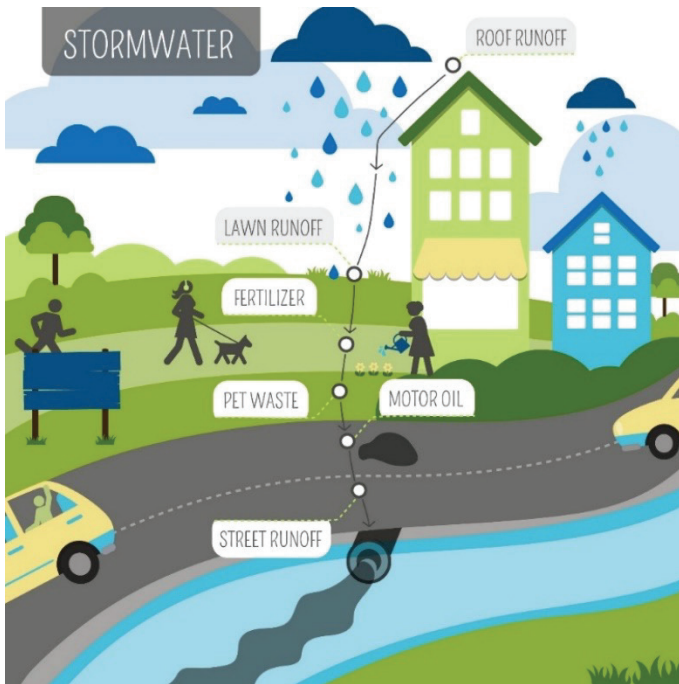 STORMWATER
ROOF RUNOFF
LAWN RUNOFF
FERTILIZER
PET WASTE
MOTOR OIL
STREET RUNOFF